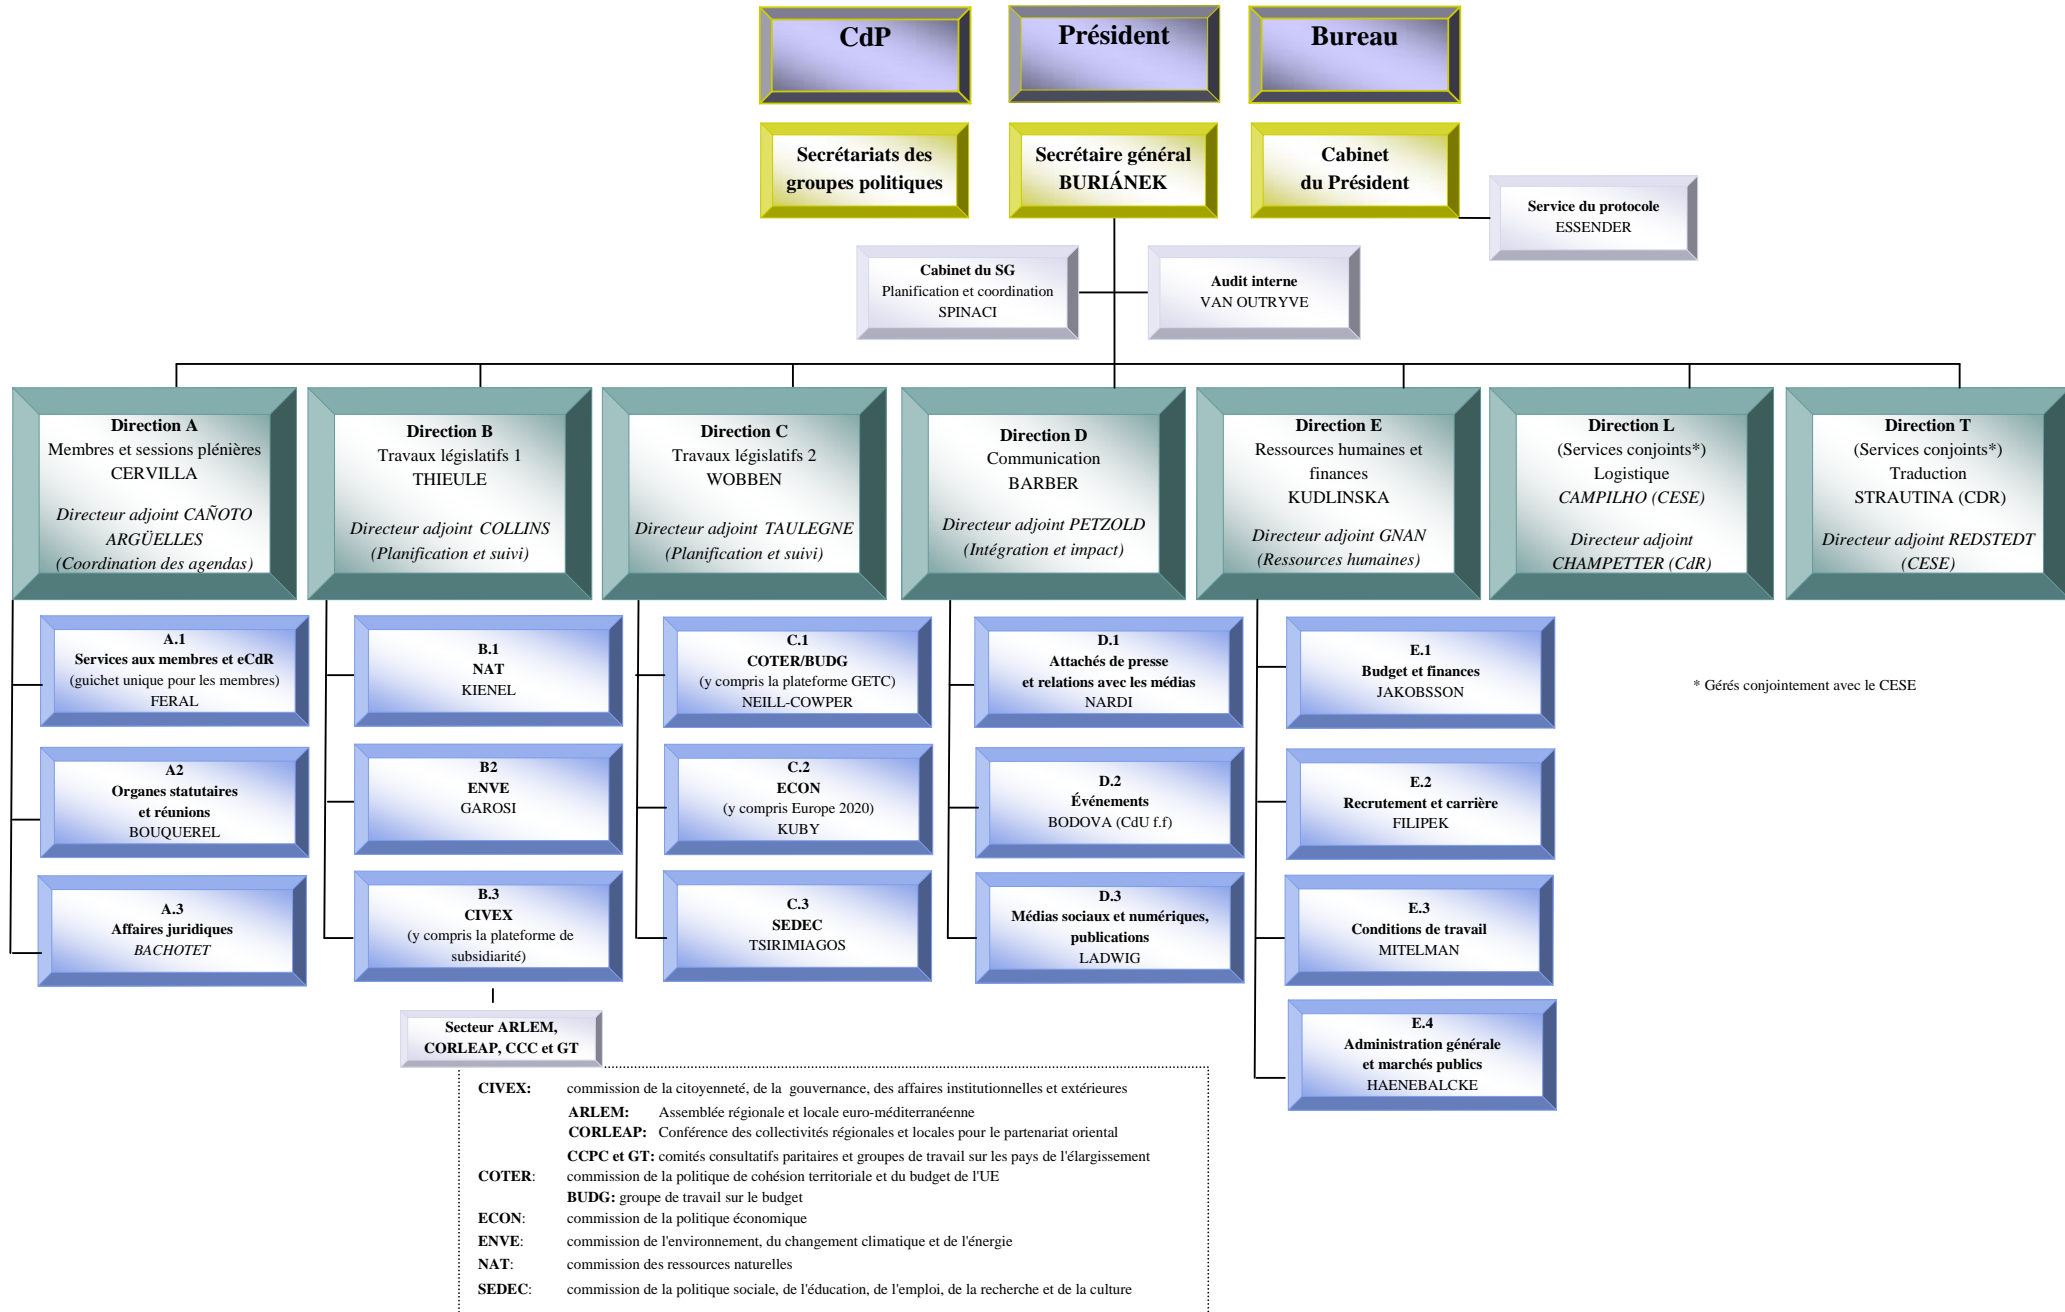 CdP
Président
Bureau
Secrétariats des
groupes politiques
Secrétaire général
BURIÁNEK
Cabinet
du Président
Service du protocole
ESSENDER
Cabinet du SG
Planification et coordination
SPINACI
Audit interne
VAN OUTRYVE
Direction A
Membres et sessions plénières
CERVILLA
Directeur adjoint CAÑOTO
ARGÜELLES
(Coordination des agendas)
Direction B
Travaux législatifs 1
THIEULE
Directeur adjoint COLLINS
(Planification et suivi)
Direction C
Travaux législatifs 2
WOBBEN
Directeur adjoint TAULEGNE
(Planification et suivi)
Direction D
Communication
BARBER
Directeur adjoint PETZOLD
(Intégration et impact)
Direction E
Ressources humaines et
finances
KUDLINSKA
Directeur adjoint GNAN
(Ressources humaines)
Direction L
(Services conjoints*)
Logistique
CAMPILHO (CESE)
Directeur adjoint
CHAMPETTER (CdR)
Direction T
(Services conjoints*)
Traduction
STRAUTINA (CDR)
Directeur adjoint REDSTEDT
(CESE)
A.1
Services aux membres et eCdR
(guichet unique pour les membres)
FERAL
B.1
NAT
KIENEL
C.1
COTER/BUDG
(y compris la plateforme GETC)
NEILL-COWPER
D.1
Attachés de presse
et relations avec les médias
NARDI
E.1
Budget et finances
JAKOBSSON
* Gérés conjointement avec le CESE
A2
Organes statutaires
et réunions
BOUQUEREL
B2
ENVE
GAROSI
C.2
ECON
(y compris Europe 2020)
KUBY
D.2
Événements
BODOVA (CdU f.f)
E.2
Recrutement et carrière
FILIPEK
A.3
Affaires juridiques
BACHOTET
B.3
CIVEX
(y compris la plateforme de
subsidiarité)
C.3
SEDEC
TSIRIMIAGOS
D.3
Médias sociaux et numériques,
publications
LADWIG
E.3
Conditions de travail
MITELMAN
Secteur ARLEM,
CORLEAP, CCC et GT
E.4
Administration générale
et marchés publics
HAENEBALCKE
CIVEX: commission de la citoyenneté, de la gouvernance, des affaires institutionnelles et extérieures
ARLEM: Assemblée régionale et locale euro-méditerranéenne
CORLEAP: Conférence des collectivités régionales et locales pour le partenariat oriental
CCPC et GT: comités consultatifs paritaires et groupes de travail sur les pays de l'élargissement
COTER: commission de la politique de cohésion territoriale et du budget de l'UE
BUDG: groupe de travail sur le budget
ECON: commission de la politique économique
ENVE: commission de l'environnement, du changement climatique et de l'énergie
NAT: commission des ressources naturelles
SEDEC: commission de la politique sociale, de l'éducation, de l'emploi, de la recherche et de la culture